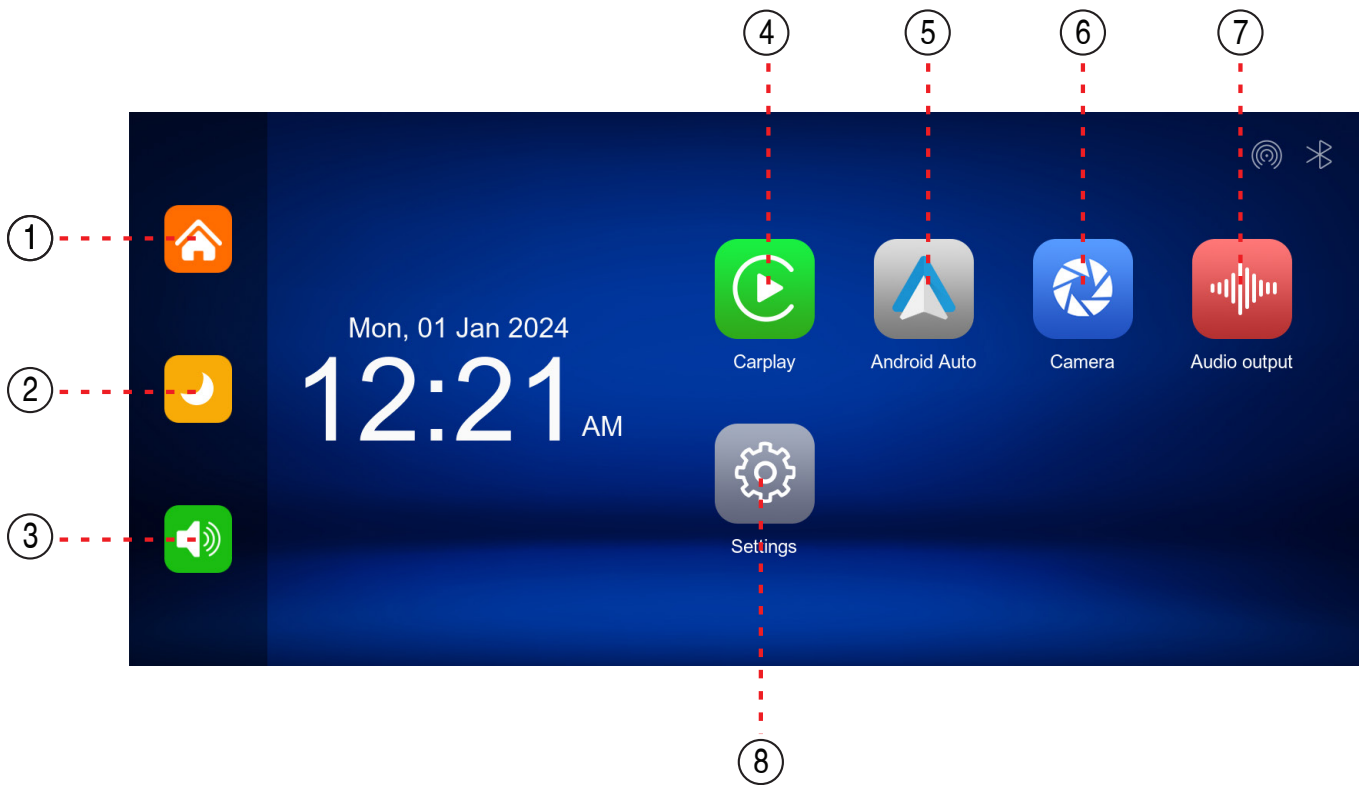 4 5 6 7
1
2
3
Mon, 01 Jan 2024
12:21 AM
Carplay Android Auto Camera Audio output
Settings
8